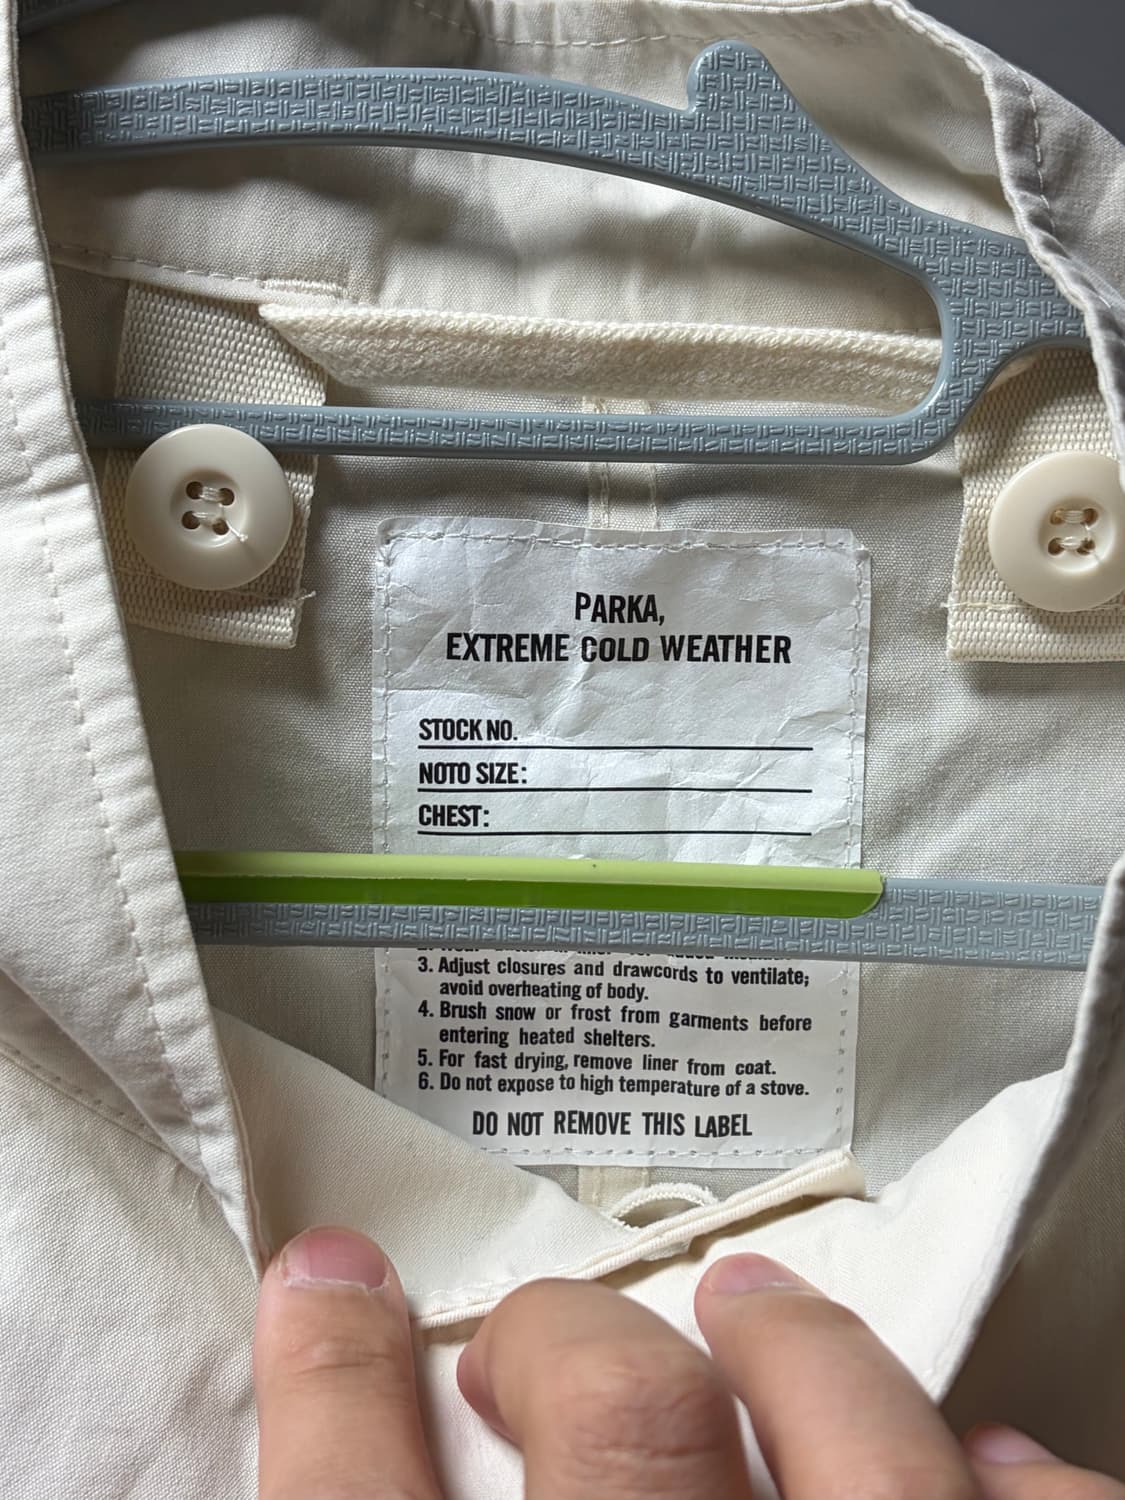 PARKA,
EXTREME COLD WEATHER
STOCK NO.
NOTO SIZE:
CHEST:
3. Adjust closures and drawcords to ventilate;
avoid overheating of body.
4. Brush snow or frost from garments before
entering heated shelters.
5. For fast drying, remove liner from coat.
6. Do not expose to high temperature of a stove.
DO NOT REMOVE THIS LABEL